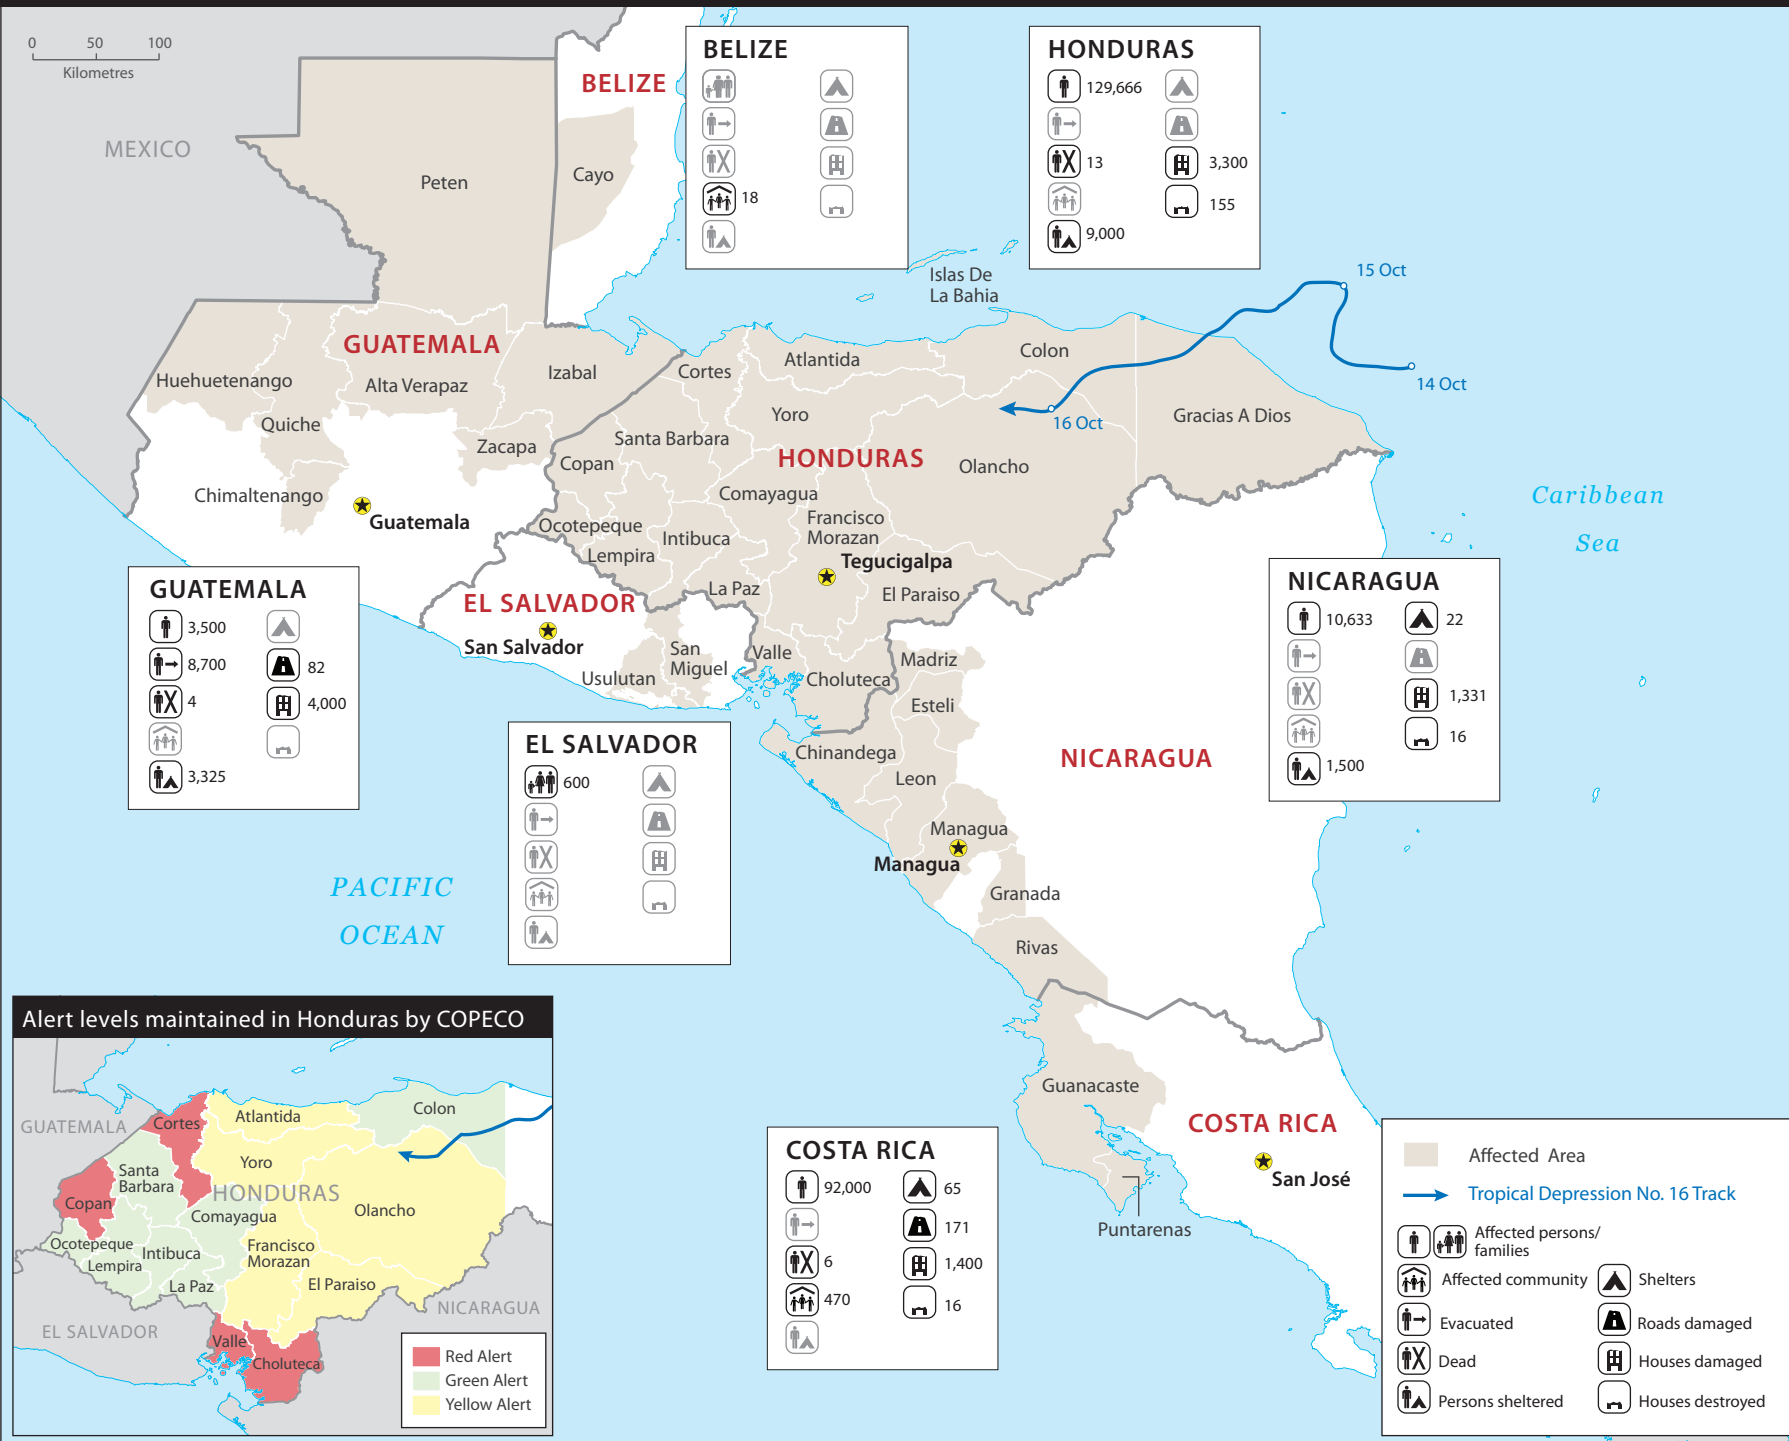 0 50 100
Kilometres
MEXICO
BELIZE
Peten
Cayo
BELIZE
18
HONDURAS
129,666
13
3,300
155
9,000
Islas De
La Bahia
15 Oct
14 Oct
16 Oct
GUATEMALA
Huehuetenango
Alta Verapaz
Izabal
Quiche
Zacapa
Chimaltenango
Guatemala
Cortes
Atlantida
Colon
Yoro
Gracias A Dios
Santa Barbara
Copan
HONDURAS
Olancho
Comayagua
Ocotepeque
Intibuca
Francisco
Morazan
Lempira
Tegucigalpa
La Paz
El Paraiso
Caribbean
Sea
EL SALVADOR
San Salvador
San
Miguel
Usulutan
Valle
Choluteca
Madriz
Esteli
Chinandega
Leon
NICARAGUA
Managua
Managua
Granada
Rivas
GUATEMALA
3,500
8,700
82
4
4,000
3,325
EL SALVADOR
600
NICARAGUA
10,633
22
1,331
16
1,500
PACIFIC
OCEAN
Guanacaste
COSTA RICA
San José
Puntarenas
COSTA RICA
92,000
65
171
6
1,400
470
16
Alert levels maintained in Honduras by COPECO
GUATEMALA
Cortes
Atlantida
Colon
Santa
Barbara
Yoro
Copan
HONDURAS
Comayagua
Olancho
Ocotepeque
Intibuca
Francisco
Morazan
Lempira
La Paz
El Paraiso
NICARAGUA
EL SALVADOR
Valle
Choluteca
Red Alert
Green Alert
Yellow Alert
Affected Area
Tropical Depression No. 16 Track
Affected persons/
families
Affected community
Shelters
Evacuated
Roads damaged
Dead
Houses damaged
Persons sheltered
Houses destroyed